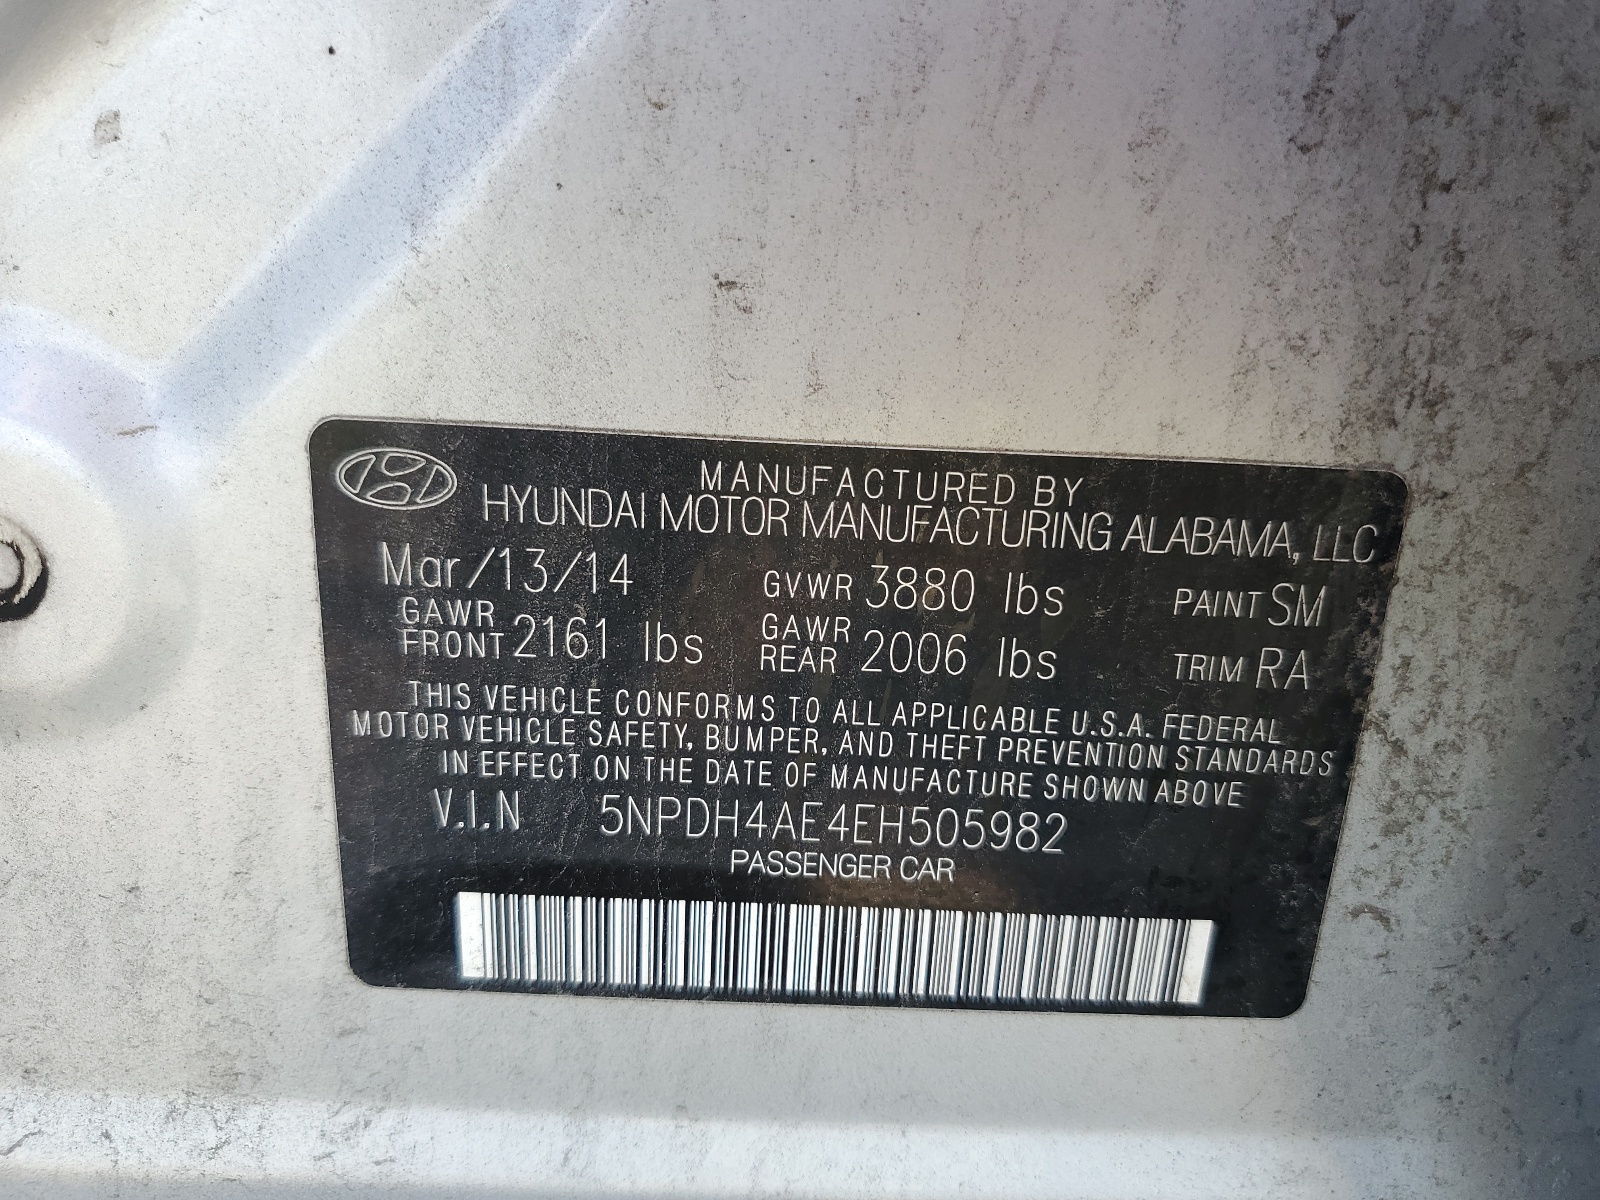 MANUFACTURED BY
HYUNDAI MOTOR MANUFACTURING ALABAMA, LLC
Mar/13/14 GVWR 3880 lbs PAINT SM
GAWR FRONT 2161 lbs GAWR REAR 2006 lbs TRIM RA
THIS VEHICLE CONFORMS TO ALL APPLICABLE U.S.A. FEDERAL
MOTOR VEHICLE SAFETY, BUMPER, AND THEFT PREVENTION STANDARDS
IN EFFECT ON THE DATE OF MANUFACTURE SHOWN ABOVE
V.I.N 5NPDH4AE4EH505982
PASSENGER CAR